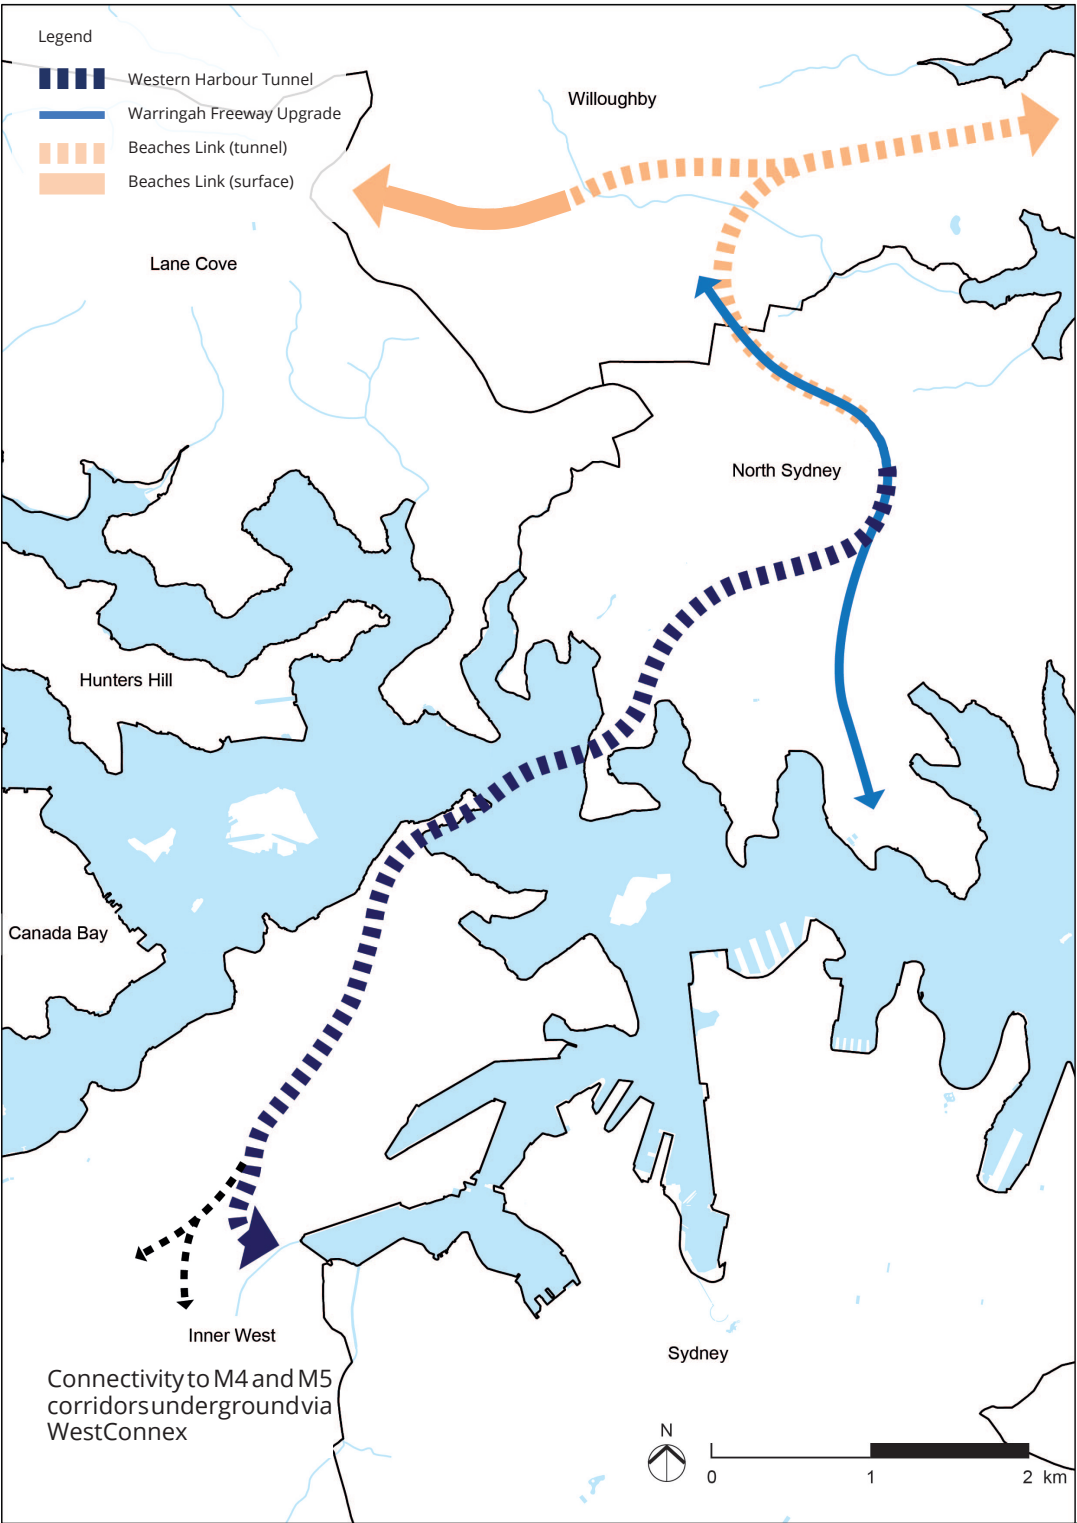 Legend
Western Harbour Tunnel
Warringah Freeway Upgrade
Beaches Link (tunnel)
Beaches Link (surface)
Willoughby
Lane Cove
North Sydney
Hunters Hill
Canada Bay
Inner West
Sydney
Connectivity to M4 and M5
corridors underground via
WestConnex
N
0 1 2 km